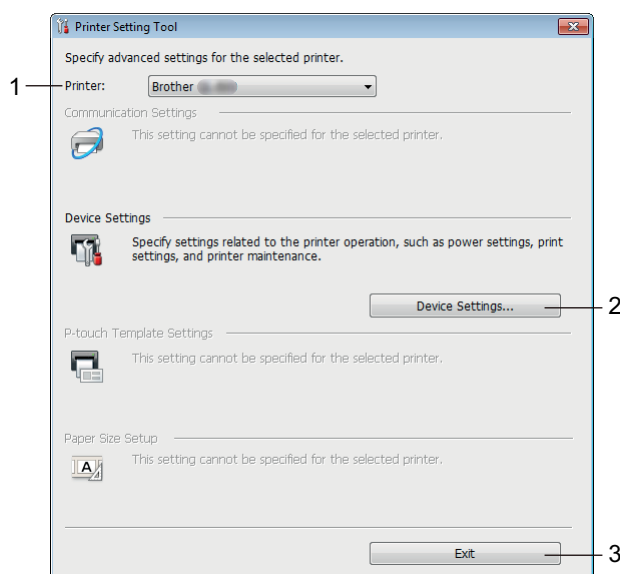 Printer Setting Tool
Specify advanced settings for the selected printer.
1
Printer:
Brother
Communication Settings
This setting cannot be specified for the selected printer.
Device Settings
Specify settings related to the printer operation, such as power settings, print
settings, and printer maintenance.
Device Settings...
2
P-touch Template Settings
This setting cannot be specified for the selected printer.
Paper Size Setup
A
This setting cannot be specified for the selected printer.
Exit
3